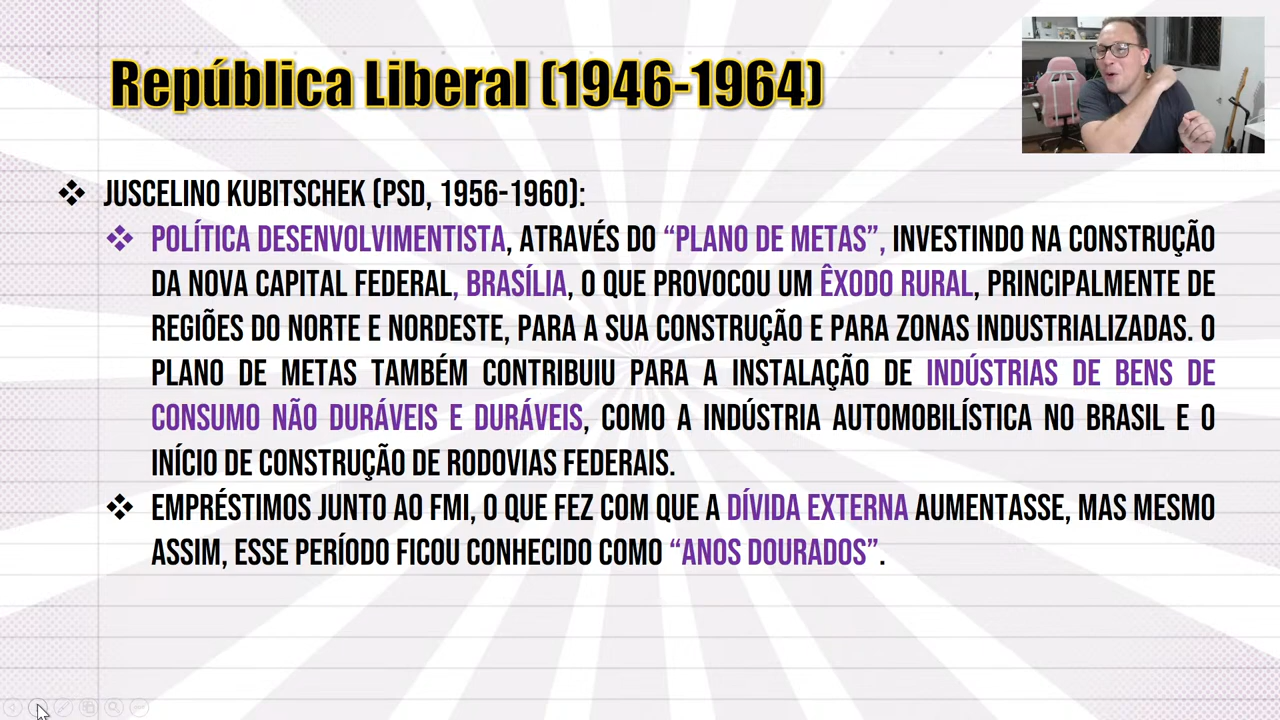 República Liberal (1946-1964)
JUSCELINO KUBITSCHEK (PSD, 1956-1960):
POLÍTICA DESENVOLVIMENTISTA, ATRAVÉS DO “PLANO DE METAS”, INVESTINDO NA CONSTRUÇÃO
DA NOVA CAPITAL FEDERAL, BRASÍLIA, O QUE PROVOCOU UM ÊXODO RURAL, PRINCIPALMENTE DE
REGIÕES DO NORTE E NORDESTE, PARA A SUA CONSTRUÇÃO E PARA ZONAS INDUSTRIALIZADAS. O
PLANO DE METAS TAMBÉM CONTRIBUIU PARA A INSTALAÇÃO DE INDÚSTRIAS DE BENS DE
CONSUMO NÃO DURÁVEIS E DURÁVEIS, COMO A INDÚSTRIA AUTOMOBILÍSTICA NO BRASIL E O
INÍCIO DE CONSTRUÇÃO DE RODOVIAS FEDERAIS.
EMPRÉSTIMOS JUNTO AO FMI, O QUE FEZ COM QUE A DÍVIDA EXTERNA AUMENTASSE, MAS MESMO
ASSIM, ESSE PERÍODO FICOU CONHECIDO COMO “ANOS DOURADOS”.